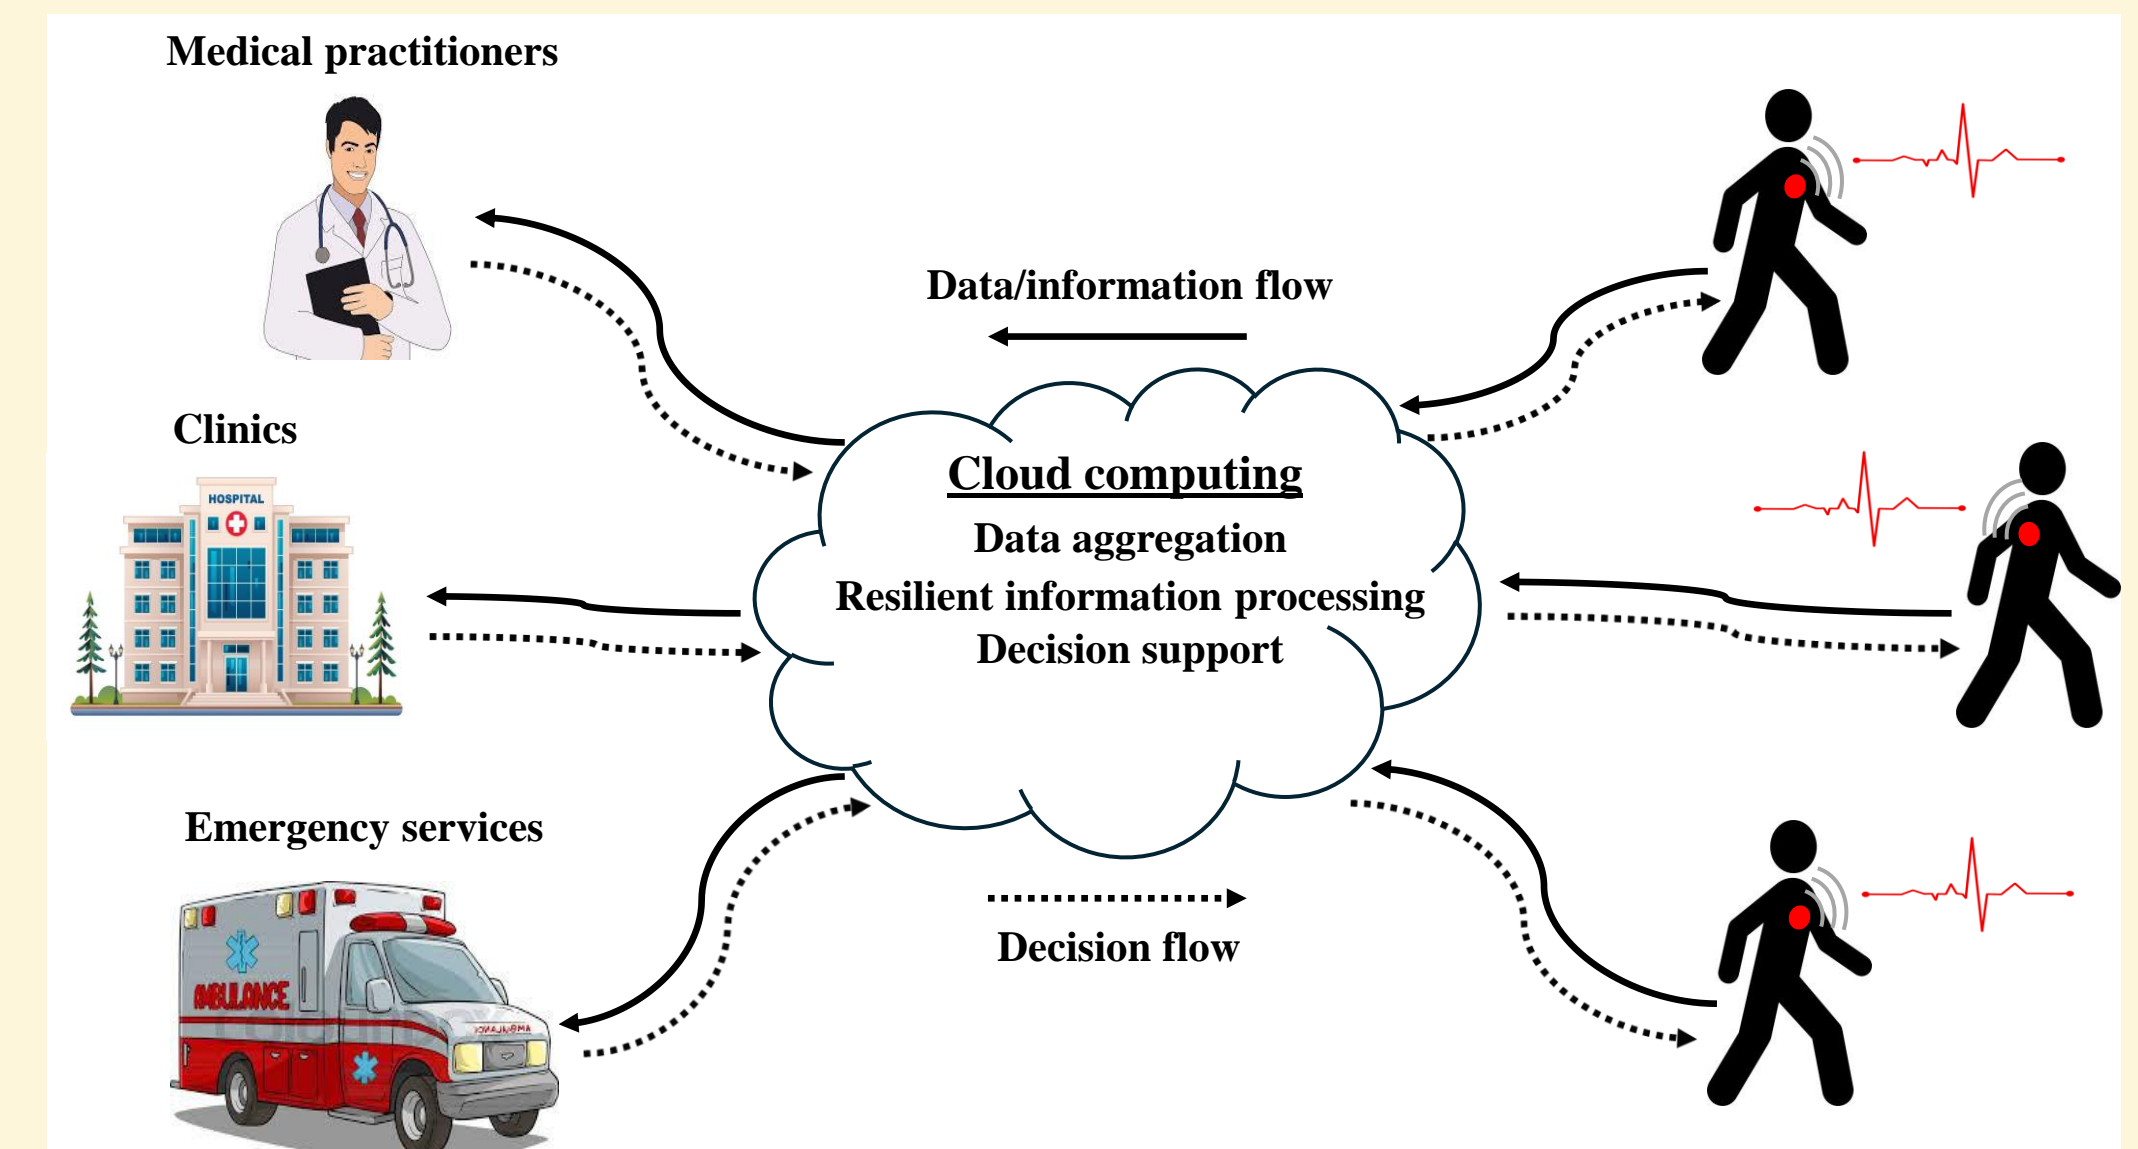 Medical practitioners
Data/information flow
Clinics
HOSPITAL
Cloud computing
Data aggregation
Resilient information processing
Decision support
Emergency services
AMBULANCE
Decision flow